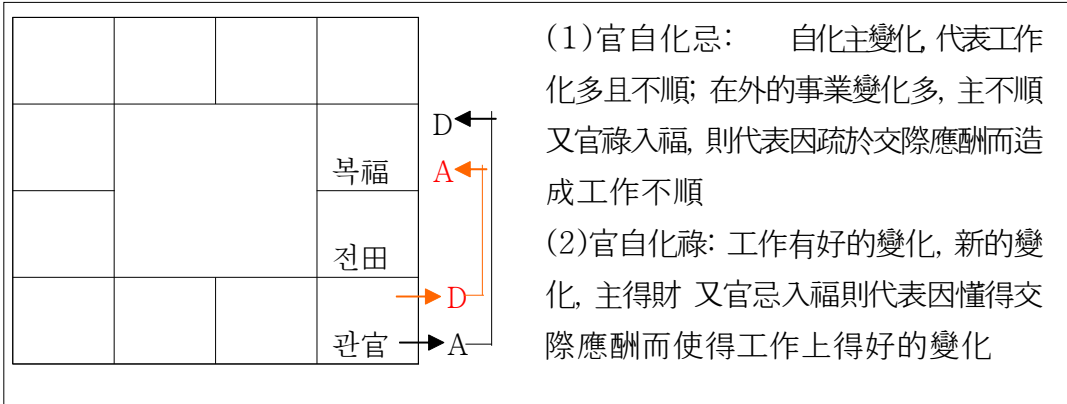 (1)官自化忌: 自化主變化, 代表工作
化多且不順; 在外的事業變化多, 主不順
又官祿入福, 則代表因疏於交際應酬而造
成工作不順
(2)官自化祿: 工作有好的變化, 新的變
化, 主得財 又官忌入福則代表因懂得交
際應酬而使得工作上得好的變化
D
복福 A
전田
D
관官 A